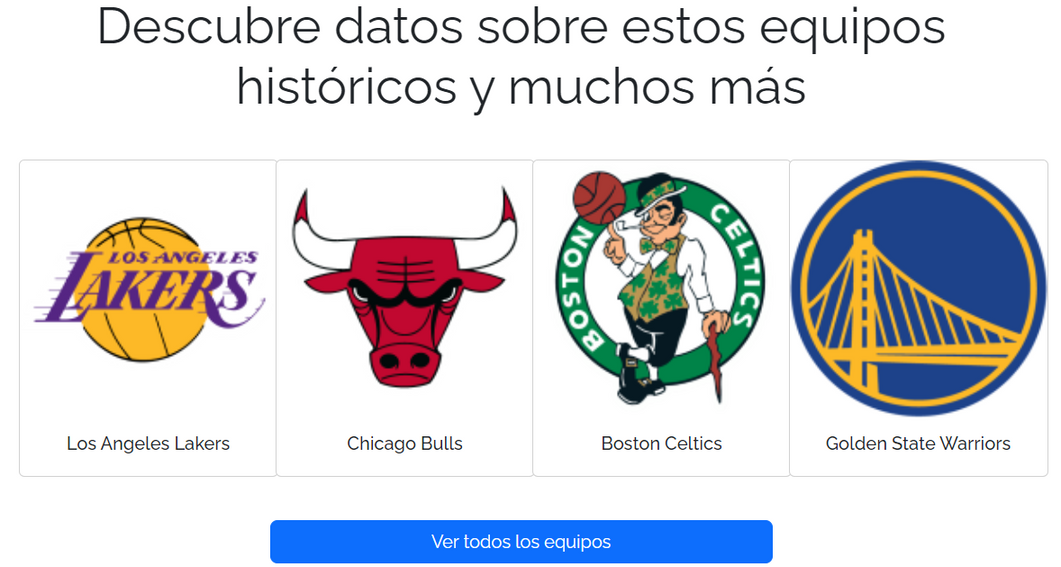 Descubre datos sobre estos equipos
históricos y muchos más
LOS ANGELES
LAKERS
BOSTON
CELTICS
Los Angeles Lakers
Chicago Bulls
Boston Celtics
Golden State Warriors
Ver todos los equipos